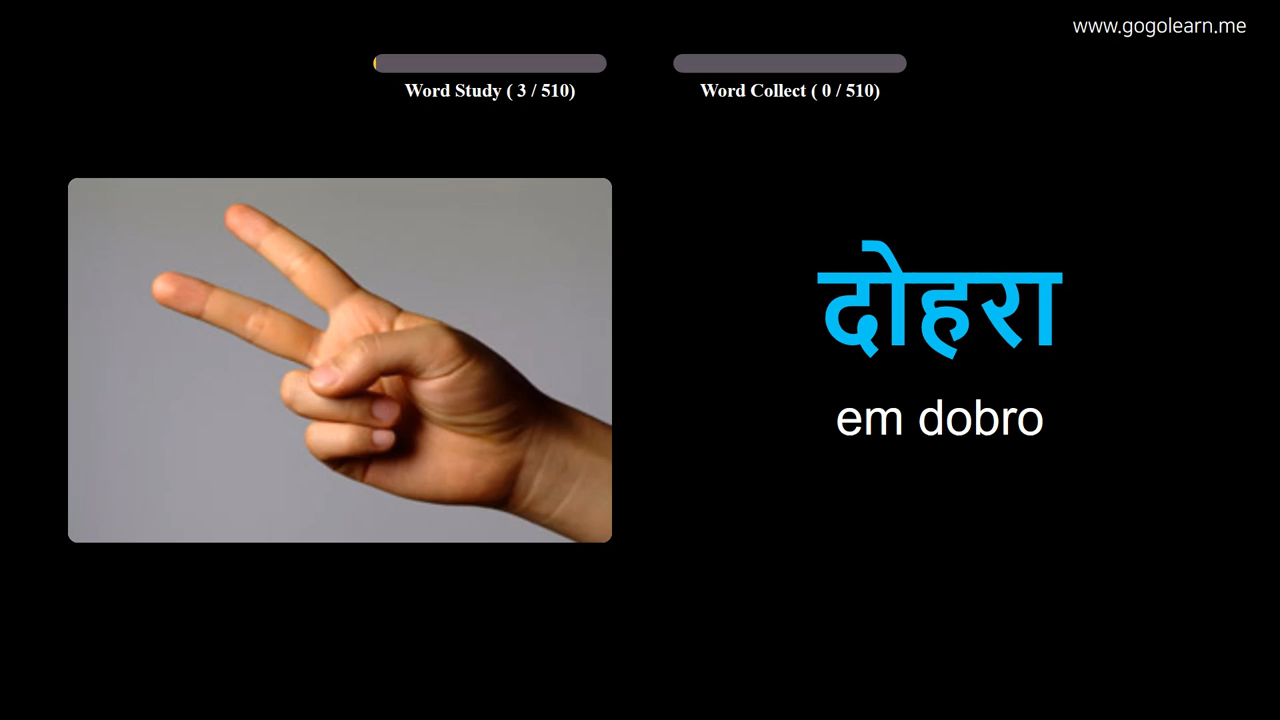 www.gogolearn.me
Word Study ( 3 / 510)
Word Collect ( 0 / 510)
दोहरा
em dobro